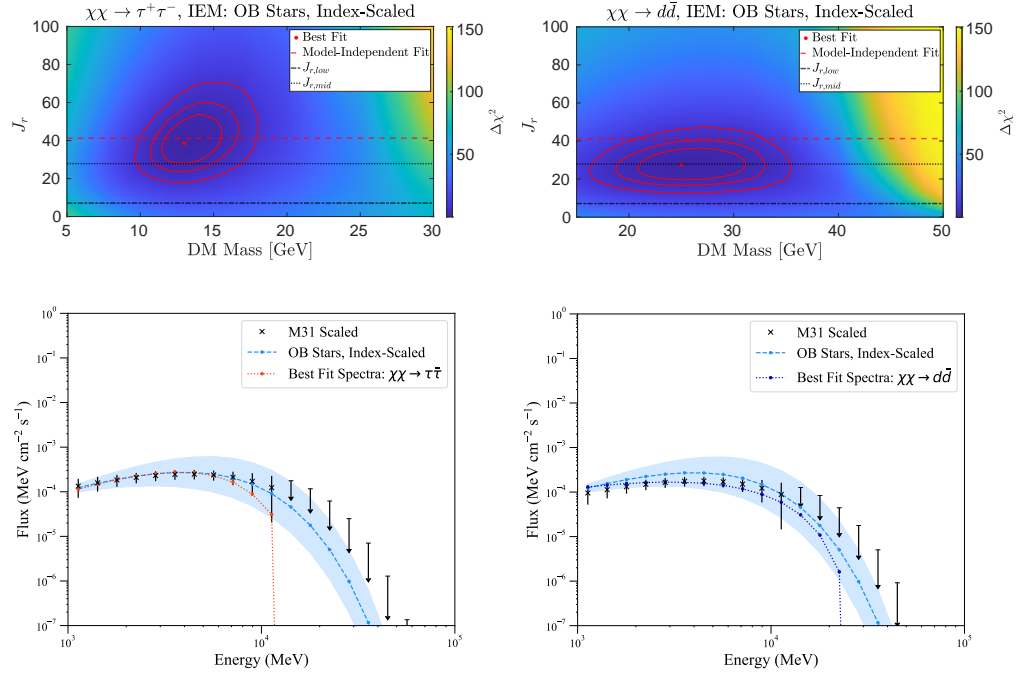 χχ → τ⁺τ⁻, IEM: OB Stars, Index-Scaled
100
80
60
40
20
0
J_r
5
10
15
20
25
30
DM Mass [GeV]
Best Fit
Model-Independent Fit
J_{r,low}
J_{r,mid}
150
100
50
Δχ²
χχ → dd̄, IEM: OB Stars, Index-Scaled
100
80
60
40
20
0
J_r
20
30
40
50
DM Mass [GeV]
Best Fit
Model-Independent Fit
J_{r,low}
J_{r,mid}
150
100
50
Δχ²
10⁰
10⁻¹
10⁻²
10⁻³
10⁻⁴
10⁻⁵
10⁻⁶
10⁻⁷
Flux (MeV cm⁻² s⁻¹)
10³
10⁴
10⁵
Energy (MeV)
M31 Scaled
OB Stars, Index-Scaled
Best Fit Spectra: χχ → ττ̄
10⁰
10⁻¹
10⁻²
10⁻³
10⁻⁴
10⁻⁵
10⁻⁶
10⁻⁷
Flux (MeV cm⁻² s⁻¹)
10³
10⁴
10⁵
Energy (MeV)
M31 Scaled
OB Stars, Index-Scaled
Best Fit Spectra: χχ → dd̄